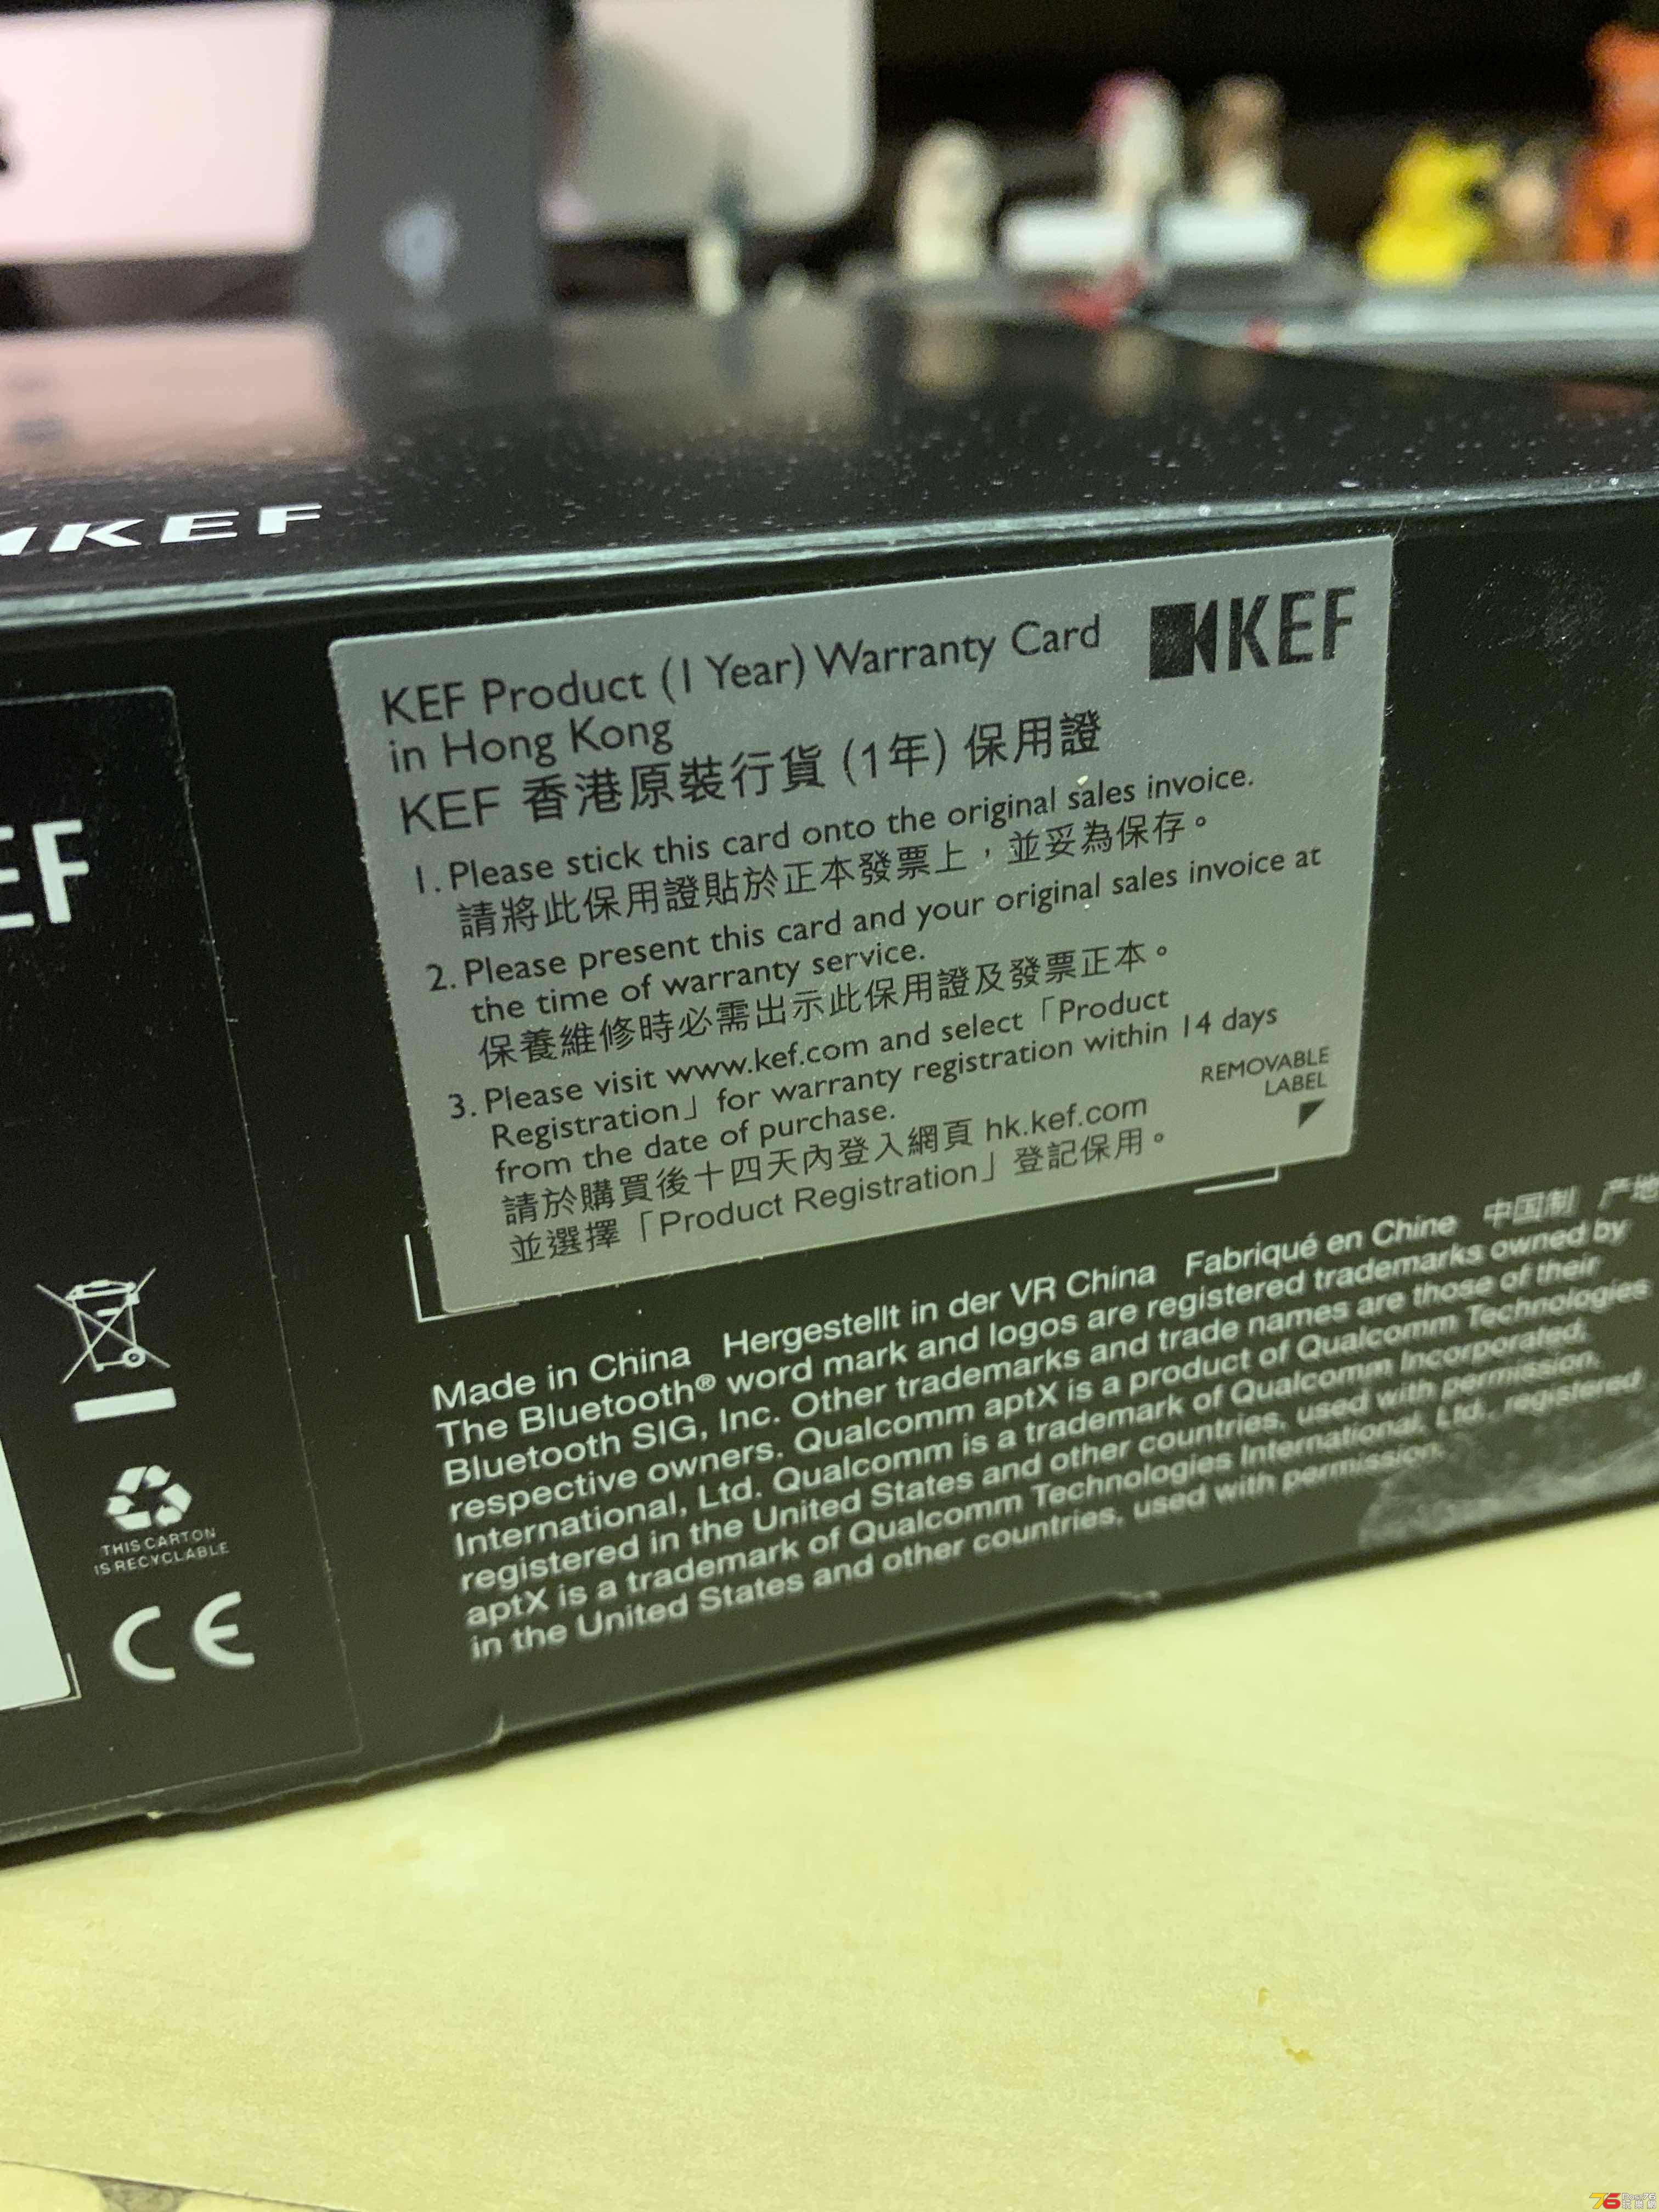 KEF
EF
KEF Product (1 Year) Warranty Card
in Hong Kong
KEF
KEF 香港原裝行貨 (1年) 保用證
1. Please stick this card onto the original sales invoice.
請將此保用證貼於正本發票上，並妥為保存。
2. Please present this card and your original sales invoice at
the time of warranty service.
保養維修時必需出示此保用證及發票正本。
3. Please visit www.kef.com and select「Product
Registration」for warranty registration within 14 days
from the date of purchase.
請於購買後十四天內登入網頁 hk.kef.com
並選擇「Product Registration」登記保用。
REMOVABLE
LABEL
THIS CARTON
IS RECYCLABLE
CE
Made in China Hergestellt in der VR China Fabriqué en Chine 中国制 产地
The Bluetooth® word mark and logos are registered trademarks owned by
Bluetooth SIG, Inc. Other trademarks and trade names are those of their
respective owners. Qualcomm aptX is a product of Qualcomm Technologies
International, Ltd. Qualcomm is a trademark of Qualcomm Incorporated,
registered in the United States and other countries, used with permission.
aptX is a trademark of Qualcomm Technologies International, Ltd., registered
in the United States and other countries, used with permission.
76